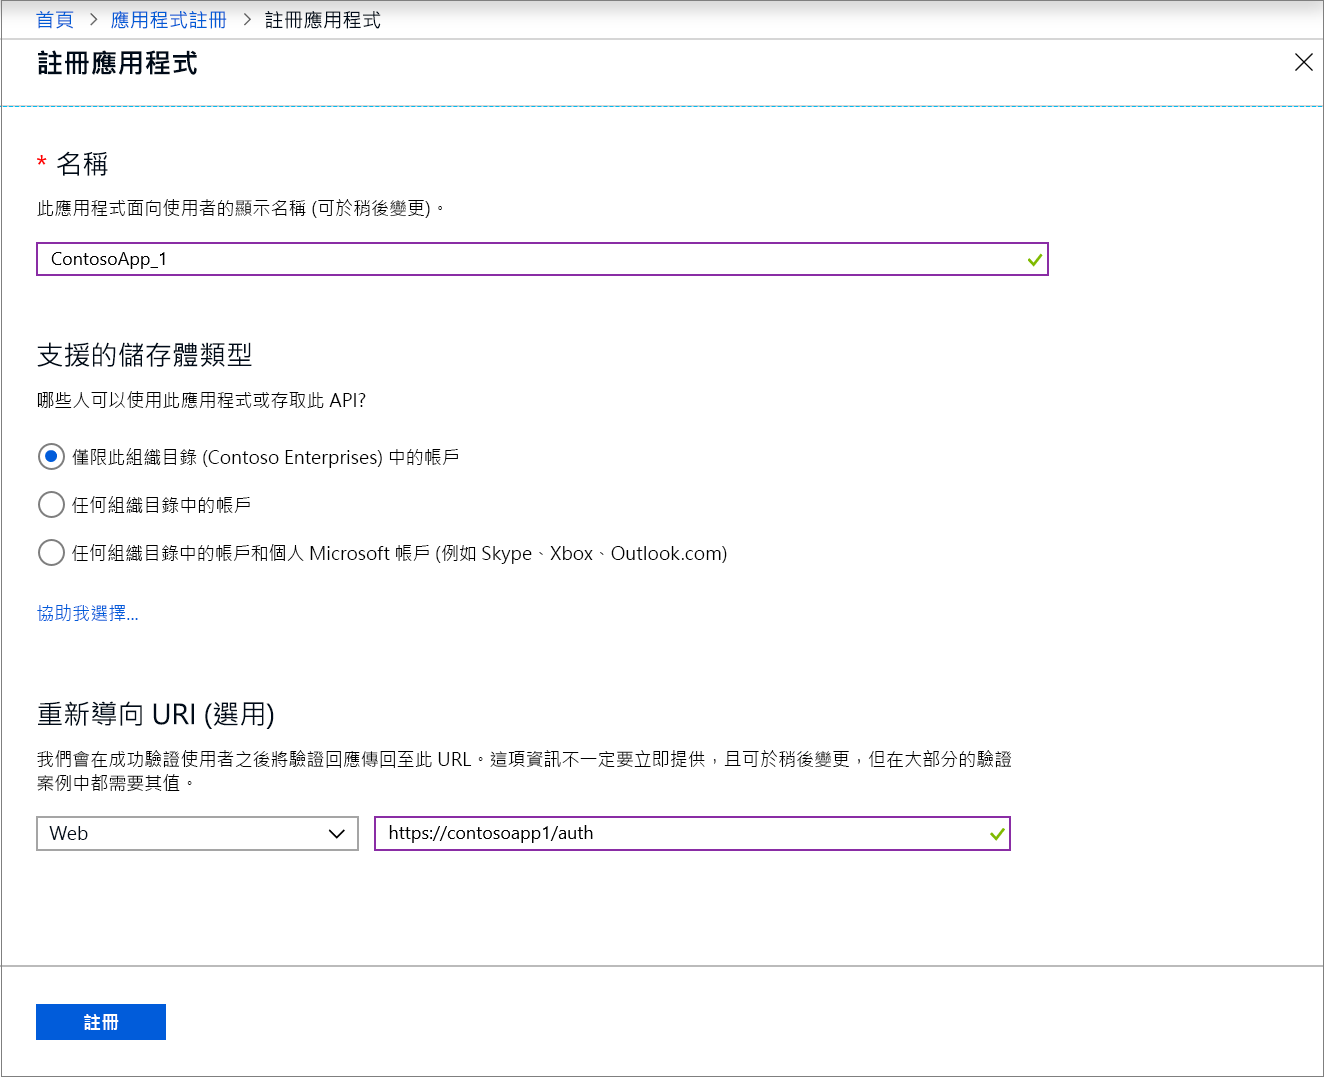 首頁 > 應用程式註冊 > 註冊應用程式
註冊應用程式
* 名稱
此應用程式面向使用者的顯示名稱 (可於稍後變更)。
ContosoApp_1
支援的儲存體類型
哪些人可以使用此應用程式或存取此 API?
僅限此組織目錄 (Contoso Enterprises) 中的帳戶
任何組織目錄中的帳戶
任何組織目錄中的帳戶和個人 Microsoft 帳戶 (例如 Skype、Xbox、Outlook.com)
協助我選擇...
重新導向 URI (選用)
我們會在成功驗證使用者之後將驗證回應傳回至此 URL。這項資訊不一定要立即提供，且可於稍後變更，但在大部分的驗證
案例中都需要其值。
Web
https://contosoapp1/auth
註冊